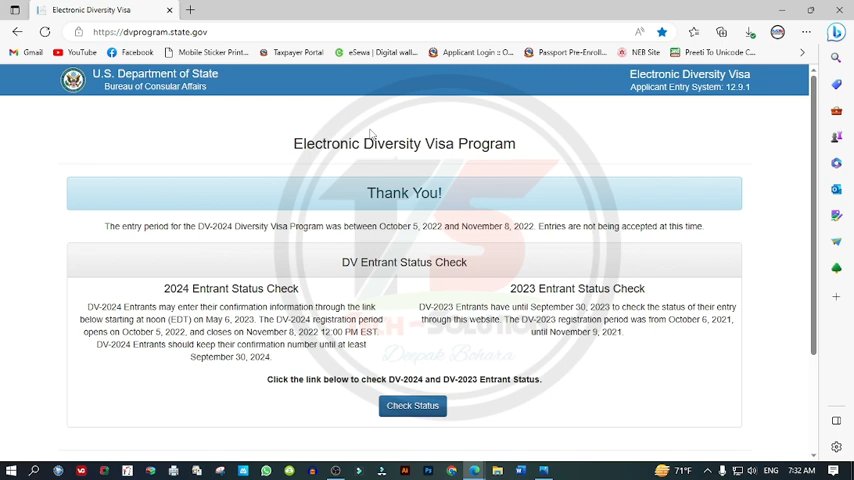 Electronic Diversity Visa
https://dvprogram.state.gov
Gmail YouTube Facebook Mobile Sticker Print... Taxpayer Portal eSewa | Digital wall... Applicant Login :: O... Passport Pre-Enroll... NEB Site Preeti To Unicode C...
U.S. Department of State
Bureau of Consular Affairs
Electronic Diversity Visa
Applicant Entry System: 12.9.1
Electronic Diversity Visa Program
Thank You!
The entry period for the DV-2024 Diversity Visa Program was between October 5, 2022 and November 8, 2022. Entries are not being accepted at this time.
DV Entrant Status Check
2024 Entrant Status Check
DV-2024 Entrants may enter their confirmation information through the link
below starting at noon (EDT) on May 6, 2023. The DV-2024 registration period
opens on October 5, 2022, and closes on November 8, 2022 12:00 PM EST.
DV-2024 Entrants should keep their confirmation number until at least
September 30, 2024.
2023 Entrant Status Check
DV-2023 Entrants have until September 30, 2023 to check the status of their entry
through this website. The DV-2023 registration period was from October 6, 2021,
until November 9, 2021.
TECH-SOLUTION
Deepak Bohara
Click the link below to check DV-2024 and DV-2023 Entrant Status.
Check Status
71°F ENG 7:32 AM